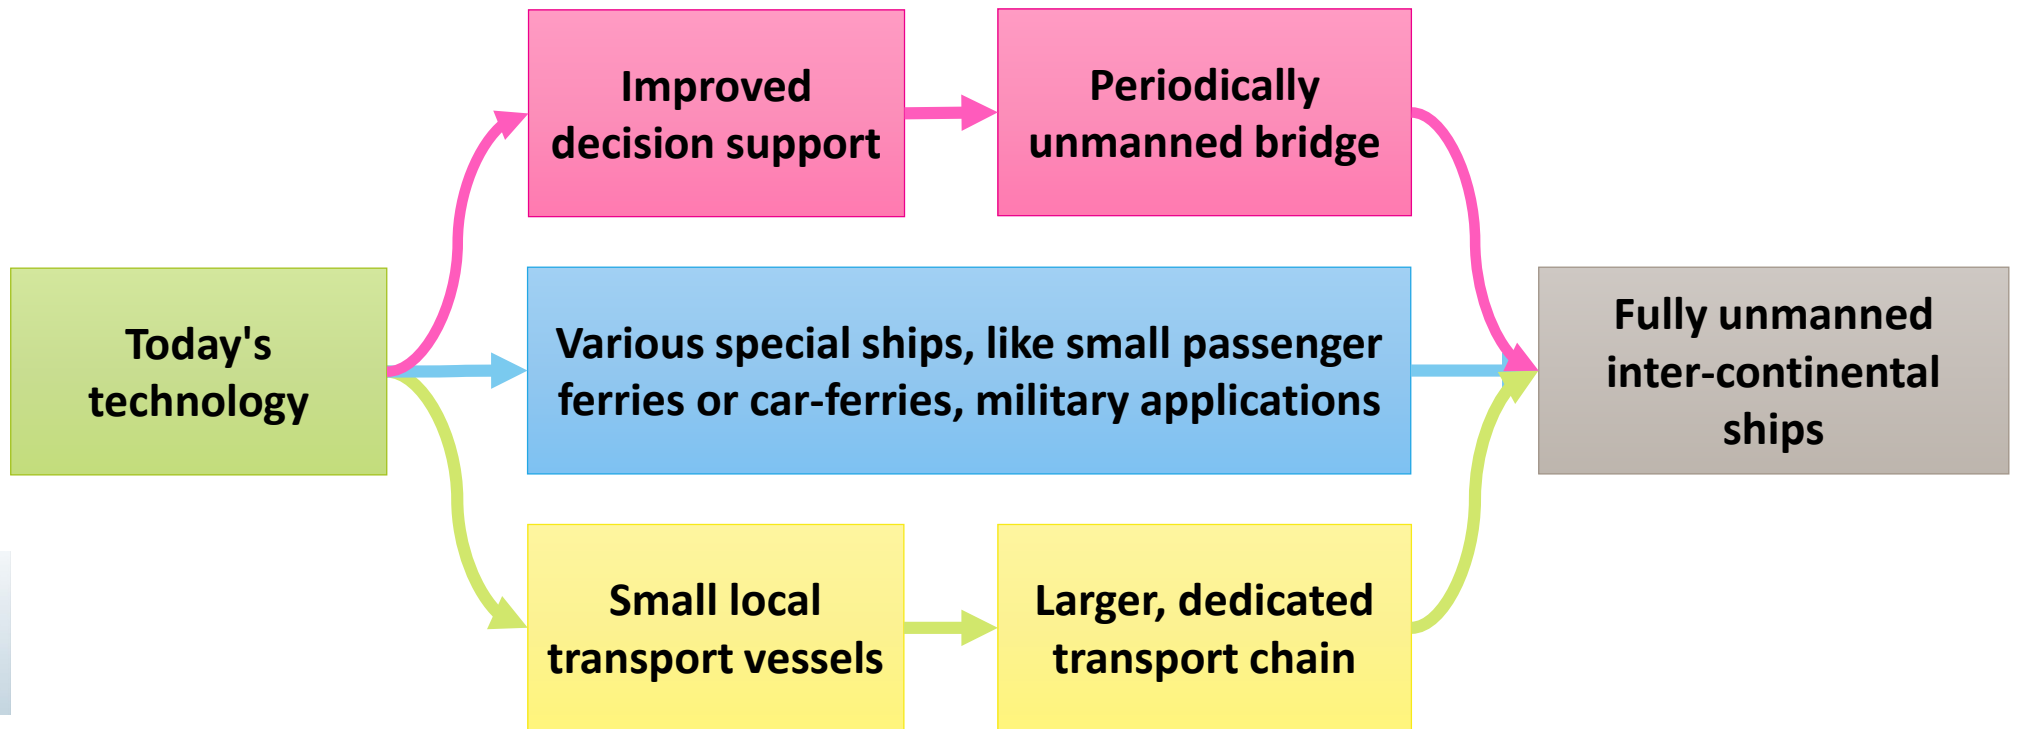 Improved
decision support
Periodically
unmanned bridge
Today's
technology
Various special ships, like small passenger
ferries or car-ferries, military applications
Fully unmanned
inter-continental
ships
Small local
transport vessels
Larger, dedicated
transport chain